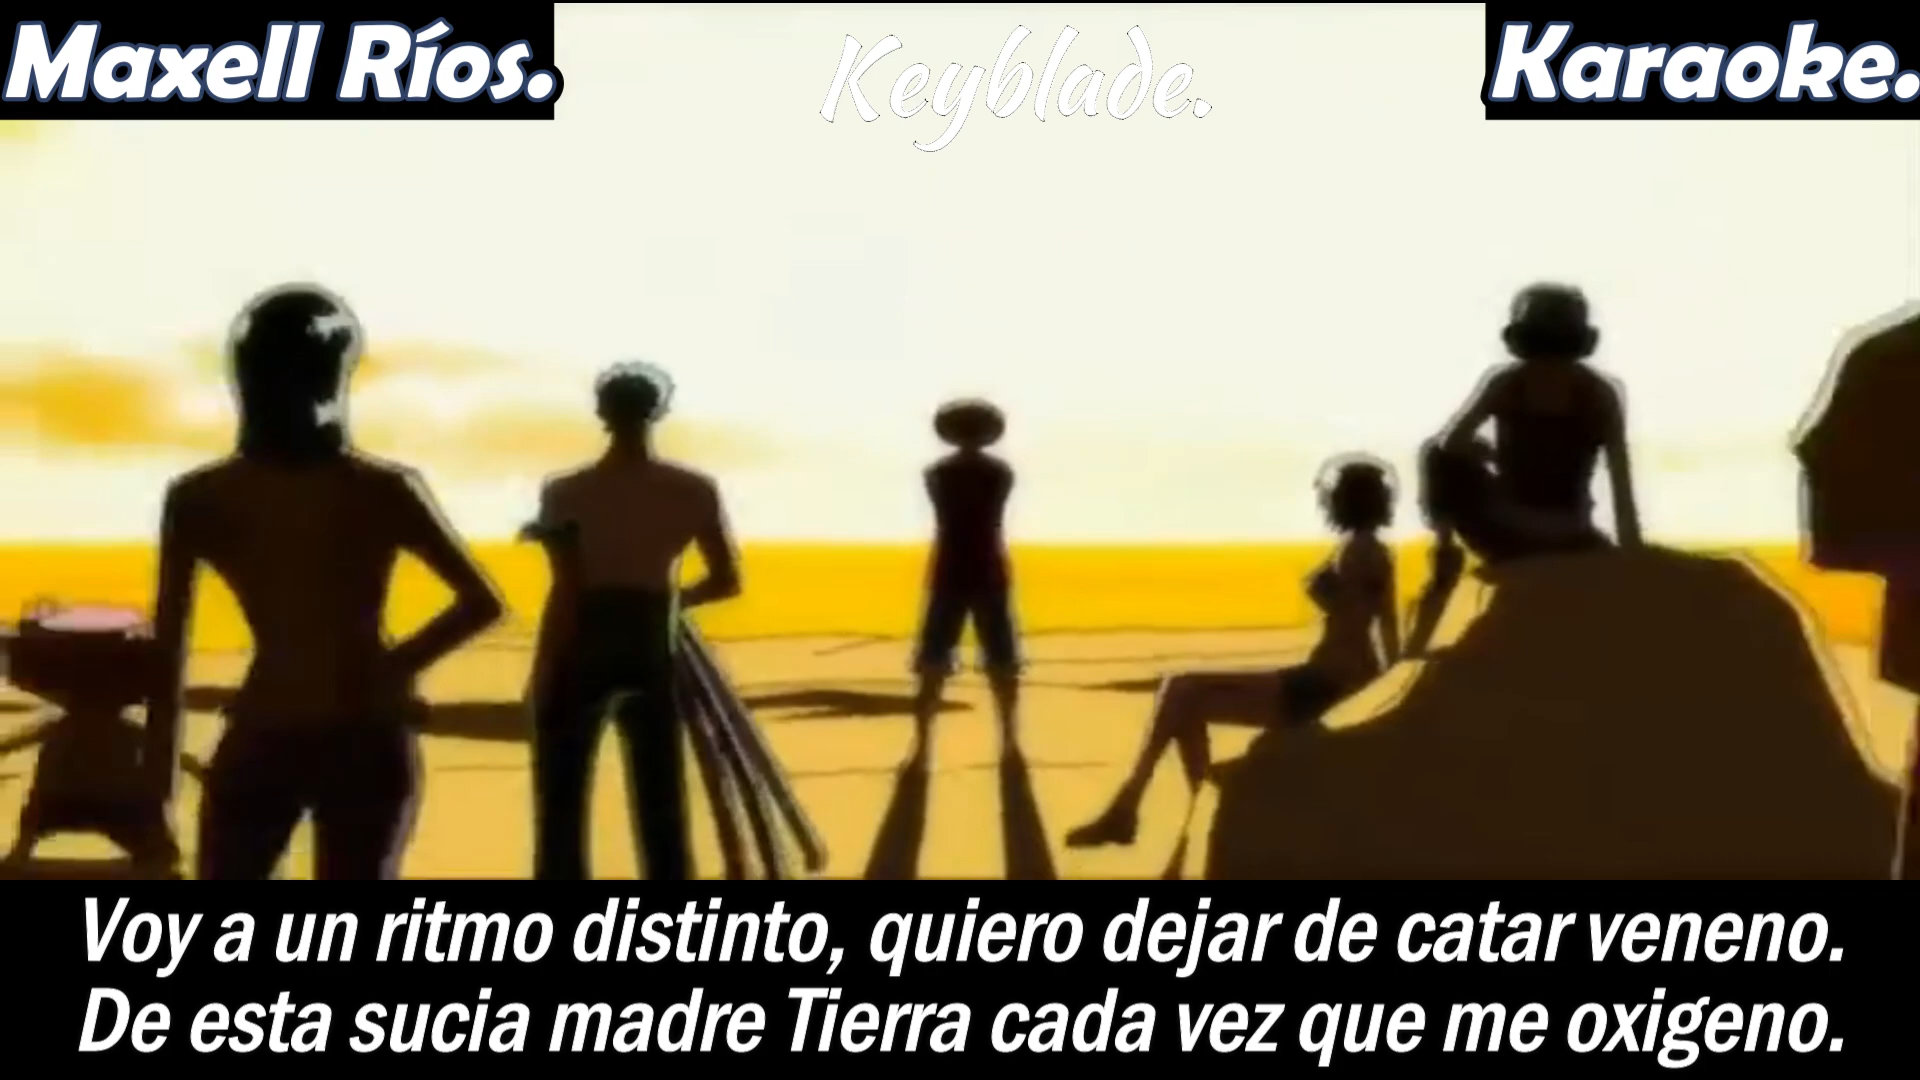 Maxell Ríos.
Keyblade.
Karaoke.
Voy a un ritmo distinto, quiero dejar de catar veneno.
De esta sucia madre Tierra cada vez que me oxigeno.